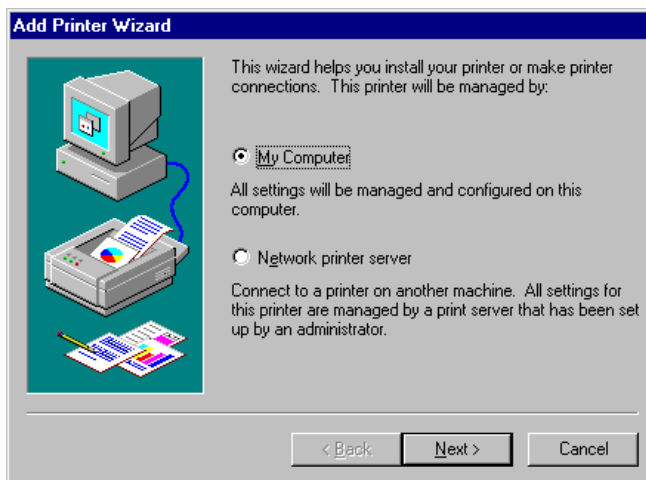 Add Printer Wizard
This wizard helps you install your printer or make printer
connections. This printer will be managed by:
My Computer
All settings will be managed and configured on this
computer.
Network printer server
Connect to a printer on another machine. All settings for
this printer are managed by a print server that has been set
up by an administrator.
< Back
Next >
Cancel